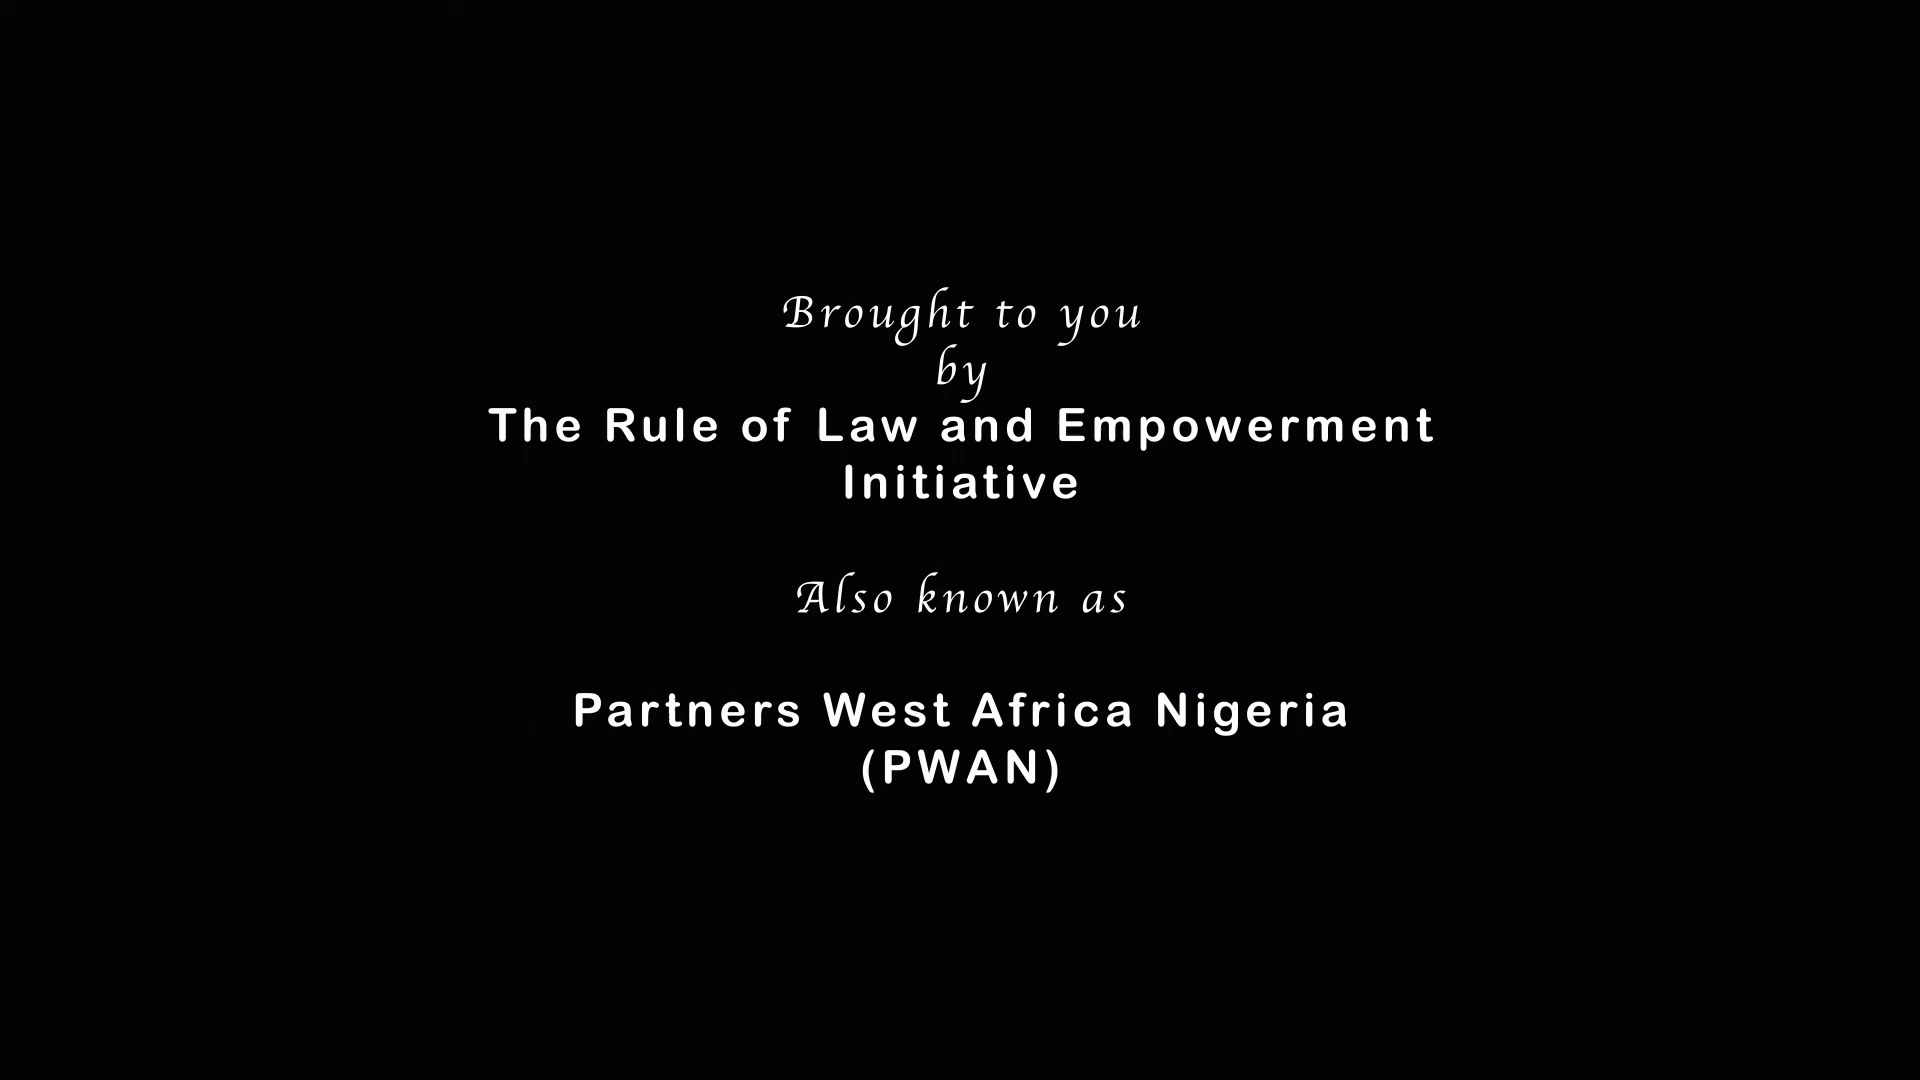 Brought to you
by
The Rule of Law and Empowerment
Initiative
Also known as
Partners West Africa Nigeria
(PWAN)